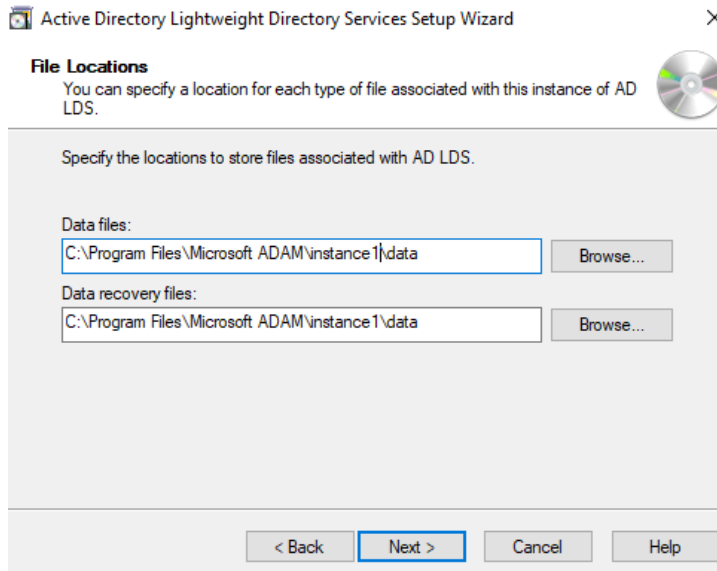 Active Directory Lightweight Directory Services Setup Wizard
File Locations
You can specify a location for each type of file associated with this instance of AD
LDS.
Specify the locations to store files associated with AD LDS.
Data files:
C:\Program Files\Microsoft ADAM\instance1\data
Browse...
Data recovery files:
C:\Program Files\Microsoft ADAM\instance1\data
Browse...
< Back
Next >
Cancel
Help